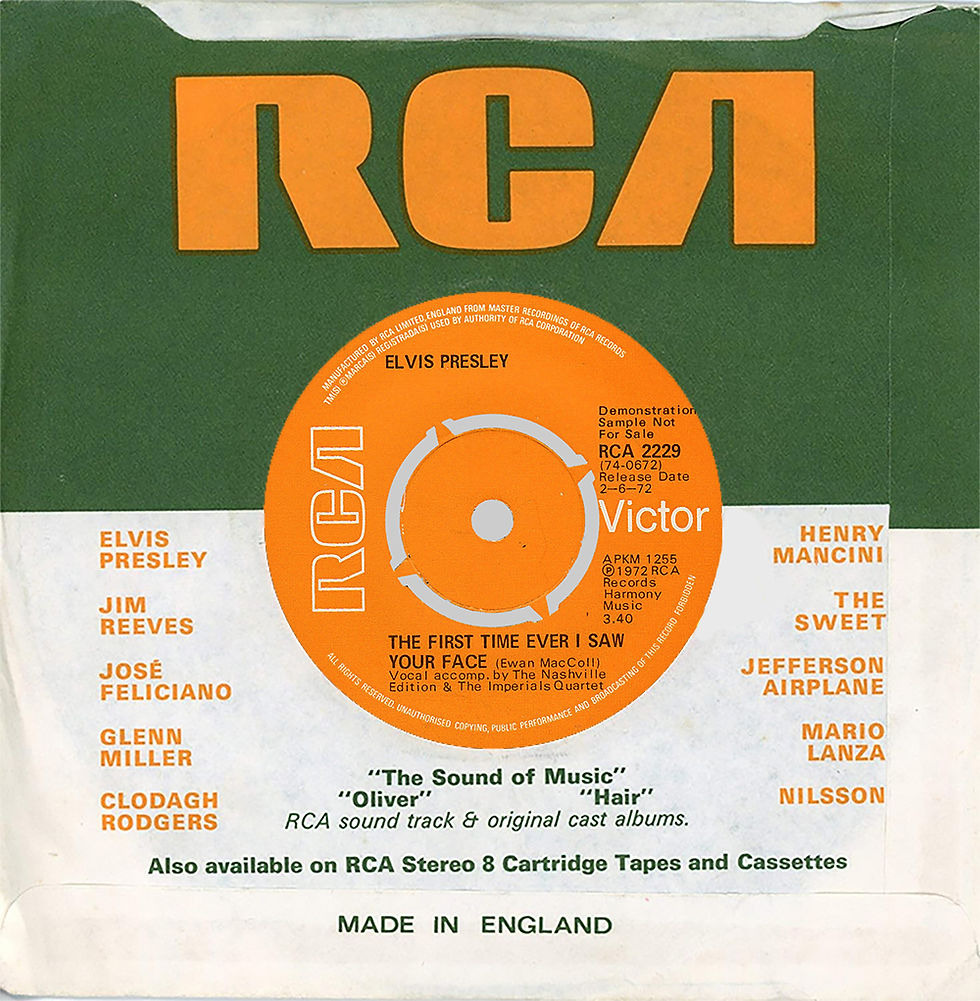 RCA
MANUFACTURED BY RCA LIMITED, ENGLAND FROM MASTER RECORDINGS OF RCA RECORDS
TM(S) ® MARCA(S) REGISTRADA(S) USED BY AUTHORITY OF RCA CORPORATION
ELVIS PRESLEY
Demonstration
Sample Not
For Sale
RCA 2229
(74-0672)
Release Date
2-6-72
RCA
Victor
APKM 1255
℗ 1972 RCA
Records
Harmony
Music
3.40
THE FIRST TIME EVER I SAW
YOUR FACE (Ewan MacColl)
Vocal accomp. by The Nashville
Edition & The Imperials Quartet
ALL RIGHTS RESERVED, UNAUTHORISED COPYING, PUBLIC PERFORMANCE AND BROADCASTING OF THIS RECORD FORBIDDEN
ELVIS
PRESLEY
JIM
REEVES
JOSÉ
FELICIANO
GLENN
MILLER
CLODAGH
RODGERS
HENRY
MANCINI
THE
SWEET
JEFFERSON
AIRPLANE
MARIO
LANZA
NILSSON
"The Sound of Music"
"Oliver" "Hair"
RCA sound track & original cast albums.
Also available on RCA Stereo 8 Cartridge Tapes and Cassettes
MADE IN ENGLAND